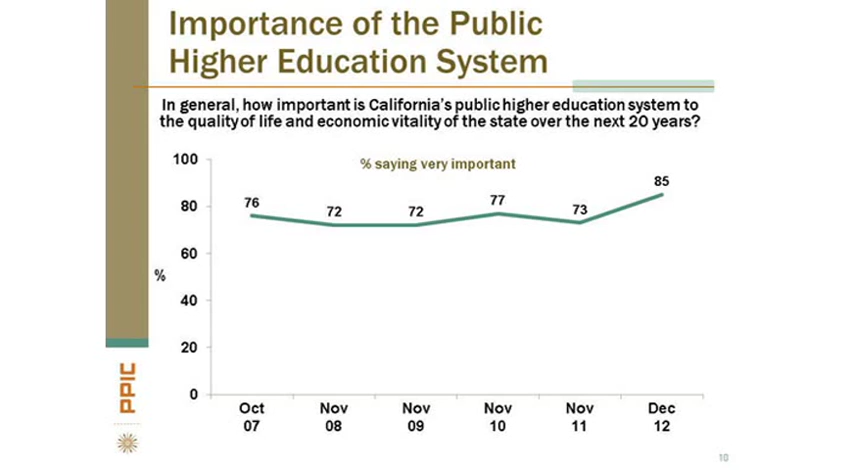 Importance of the Public
Higher Education System
In general, how important is California's public higher education system to
the quality of life and economic vitality of the state over the next 20 years?
% saying very important
100
80
60
%
40
20
0
76
72
72
77
73
85
Oct
07
Nov
08
Nov
09
Nov
10
Nov
11
Dec
12
PPIC
10